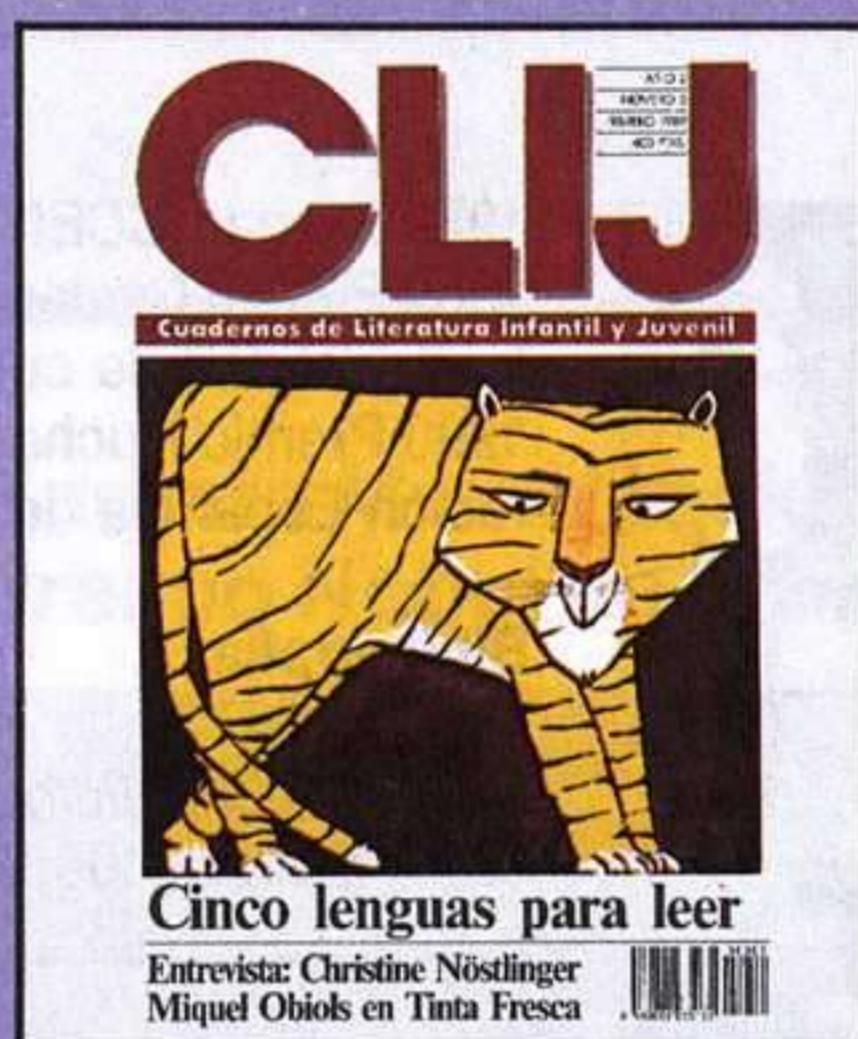 CLIJ
Cuadernos de Literatura Infantil y Juvenil
Cinco lenguas para leer
Entrevista: Christine Nöstlinger
Miquel Obiols en Tinta Fresca